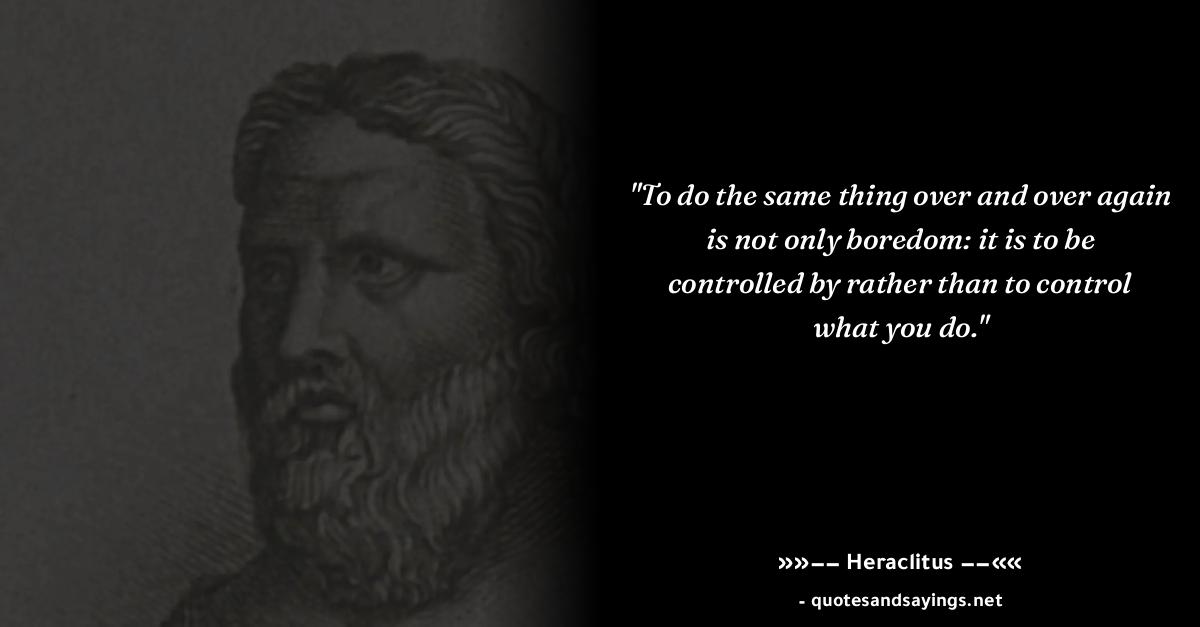 "To do the same thing over and over again
is not only boredom: it is to be
controlled by rather than to control
what you do."
»»−− Heraclitus −−««
- quotesandsayings.net